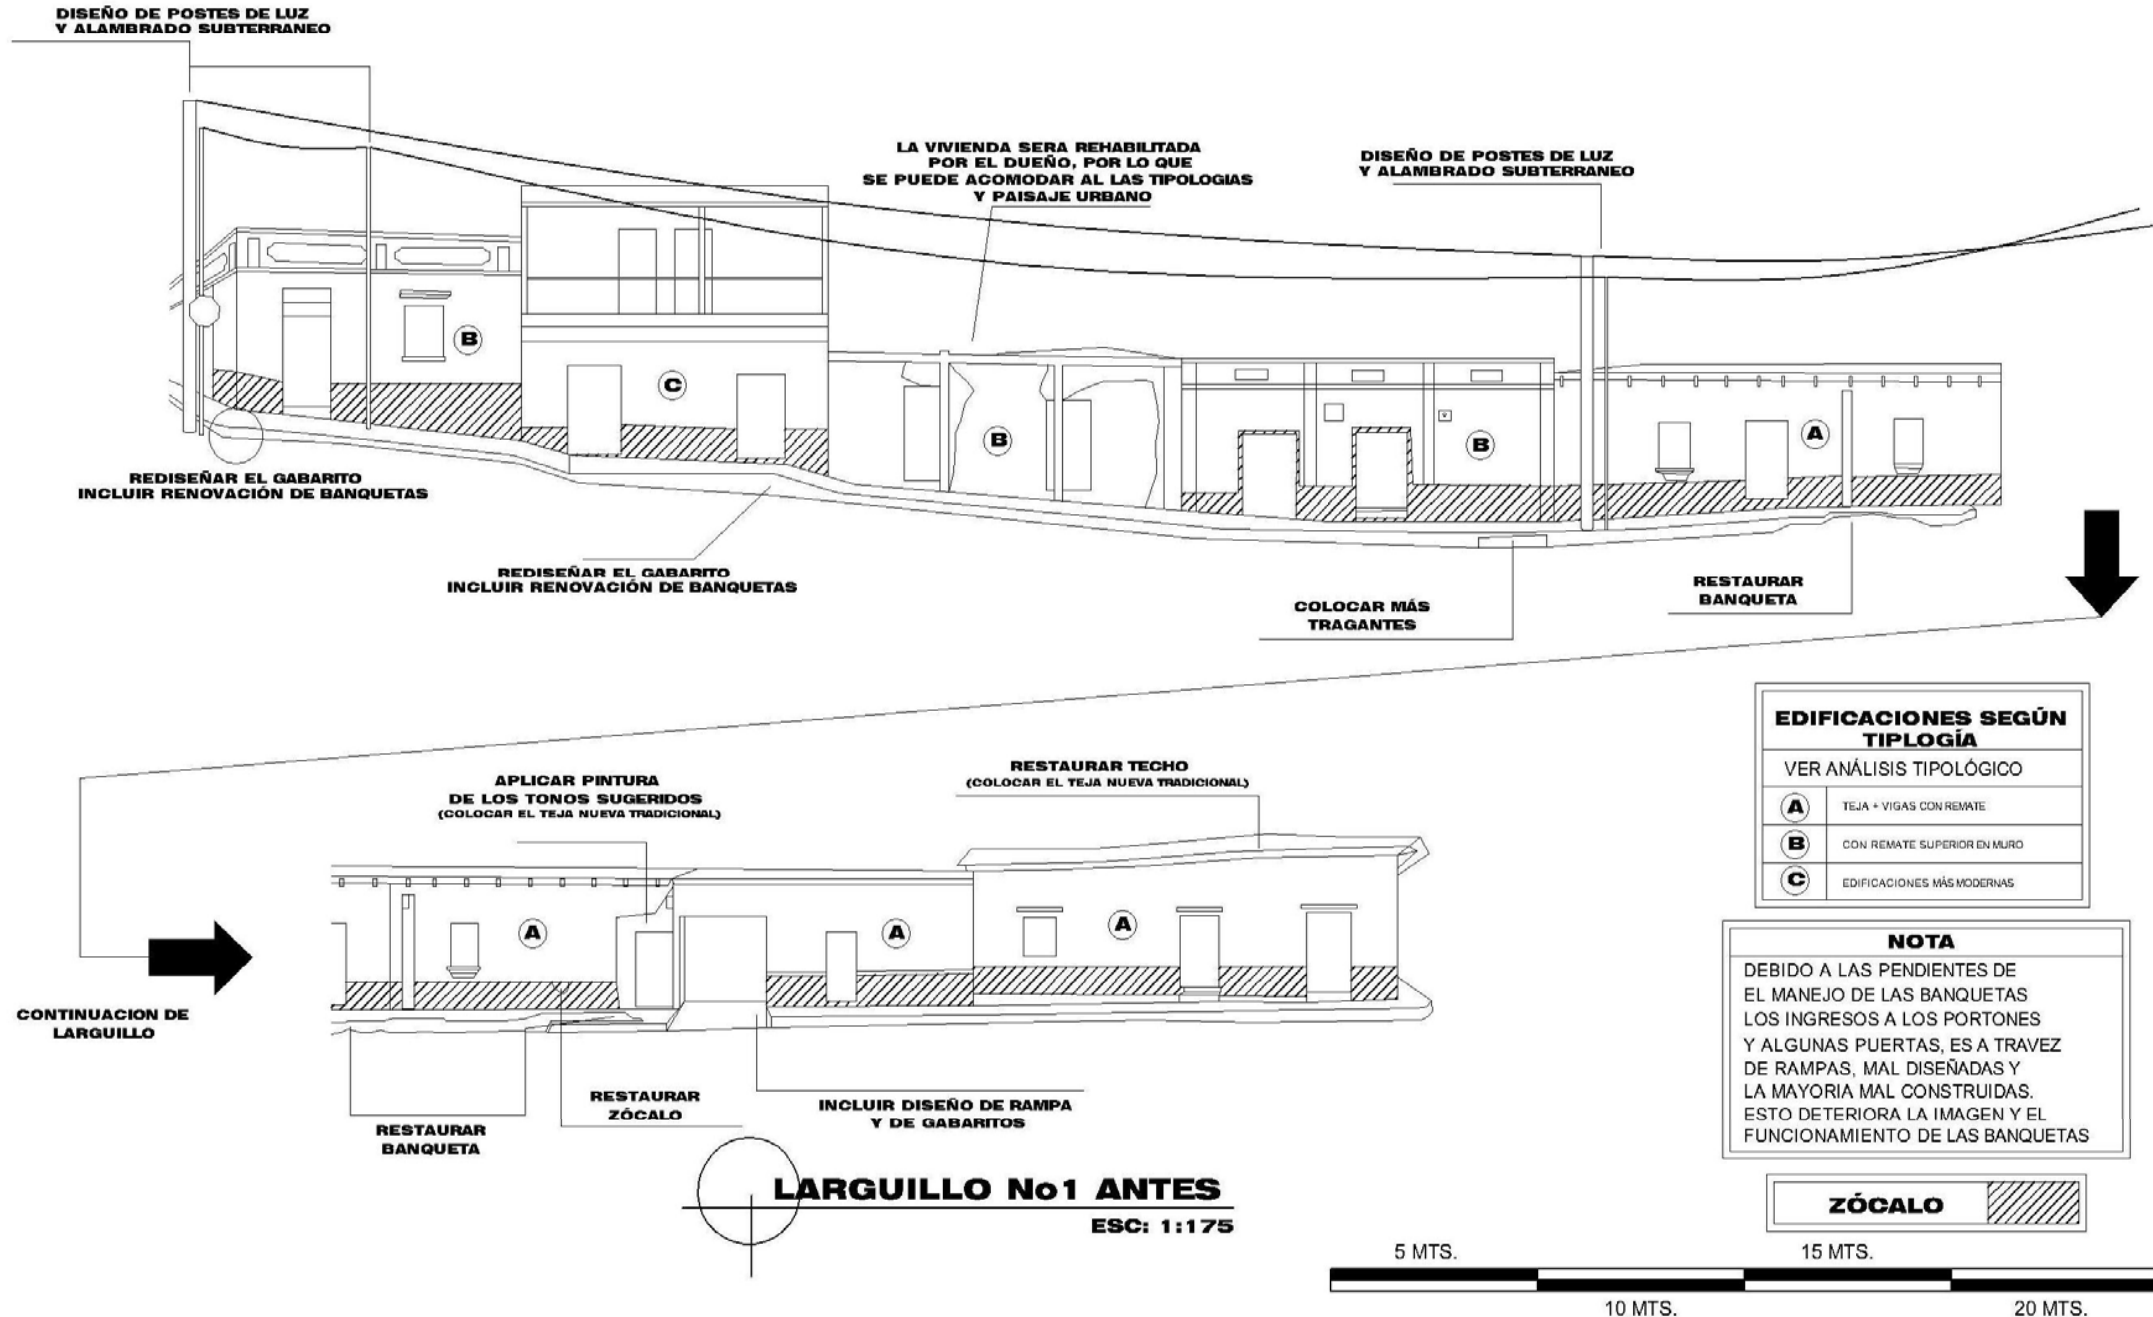 DISEÑO DE POSTES DE LUZ
Y ALAMBRADO SUBTERRANEO
LA VIVIENDA SERA REHABILITADA
POR EL DUEÑO, POR LO QUE
SE PUEDE ACOMODAR AL LAS TIPOLOGIAS
Y PAISAJE URBANO
DISEÑO DE POSTES DE LUZ
Y ALAMBRADO SUBTERRANEO
B
C
B
B
A
REDISEÑAR EL GABARITO
INCLUIR RENOVACIÓN DE BANQUETAS
REDISEÑAR EL GABARITO
INCLUIR RENOVACIÓN DE BANQUETAS
COLOCAR MÁS
TRAGANTES
RESTAURAR
BANQUETA
EDIFICACIONES SEGÚN
TIPLOGÍA
VER ANÁLISIS TIPOLÓGICO
A TEJA + VIGAS CON REMATE
B CON REMATE SUPERIOR EN MURO
C EDIFICACIONES MÁS MODERNAS
APLICAR PINTURA
DE LOS TONOS SUGERIDOS
(COLOCAR EL TEJA NUEVA TRADICIONAL)
RESTAURAR TECHO
(COLOCAR EL TEJA NUEVA TRADICIONAL)
A
A
A
CONTINUACION DE
LARGUILLO
RESTAURAR
BANQUETA
RESTAURAR
ZÓCALO
INCLUIR DISEÑO DE RAMPA
Y DE GABARITOS
NOTA
DEBIDO A LAS PENDIENTES DE
EL MANEJO DE LAS BANQUETAS
LOS INGRESOS A LOS PORTONES
Y ALGUNAS PUERTAS, ES A TRAVEZ
DE RAMPAS, MAL DISEÑADAS Y
LA MAYORIA MAL CONSTRUIDAS.
ESTO DETERIORA LA IMAGEN Y EL
FUNCIONAMIENTO DE LAS BANQUETAS
LARGUILLO No1 ANTES
ESC: 1:175
ZÓCALO
5 MTS.
15 MTS.
10 MTS.
20 MTS.